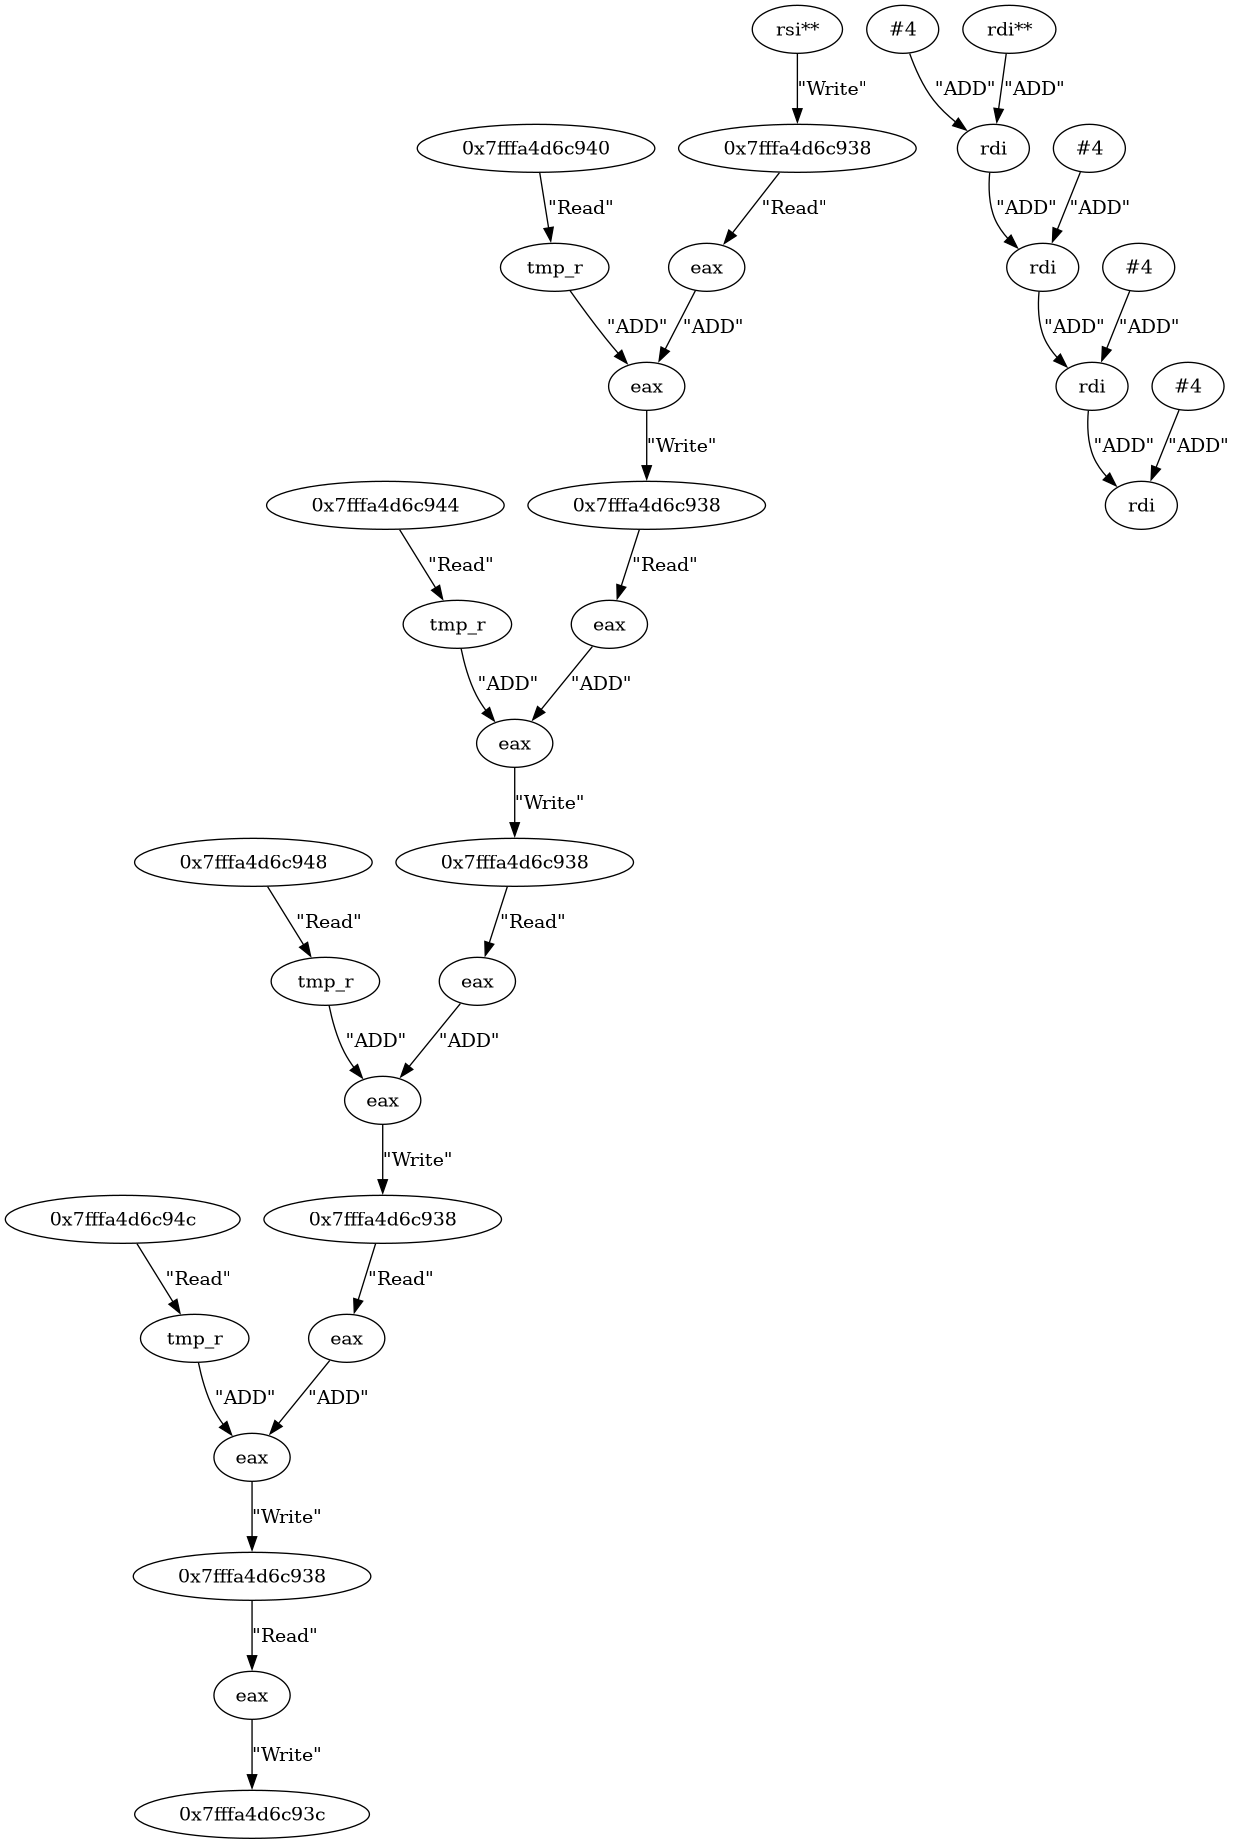 rsi** #4 rdi**
"Write" "ADD" "ADD"
0x7fffa4d6c940 0x7fffa4d6c938 rdi #4
"Read" "Read" "ADD" "ADD"
tmp_r eax rdi #4
"ADD" "ADD" "ADD" "ADD"
eax rdi #4
"Write" "ADD" "ADD"
0x7fffa4d6c944 0x7fffa4d6c938 rdi
"Read" "Read"
tmp_r eax
"ADD" "ADD"
eax
"Write"
0x7fffa4d6c948 0x7fffa4d6c938
"Read" "Read"
tmp_r eax
"ADD" "ADD"
eax
"Write"
0x7fffa4d6c94c 0x7fffa4d6c938
"Read" "Read"
tmp_r eax
"ADD" "ADD"
eax
"Write"
0x7fffa4d6c938
"Read"
eax
"Write"
0x7fffa4d6c93c